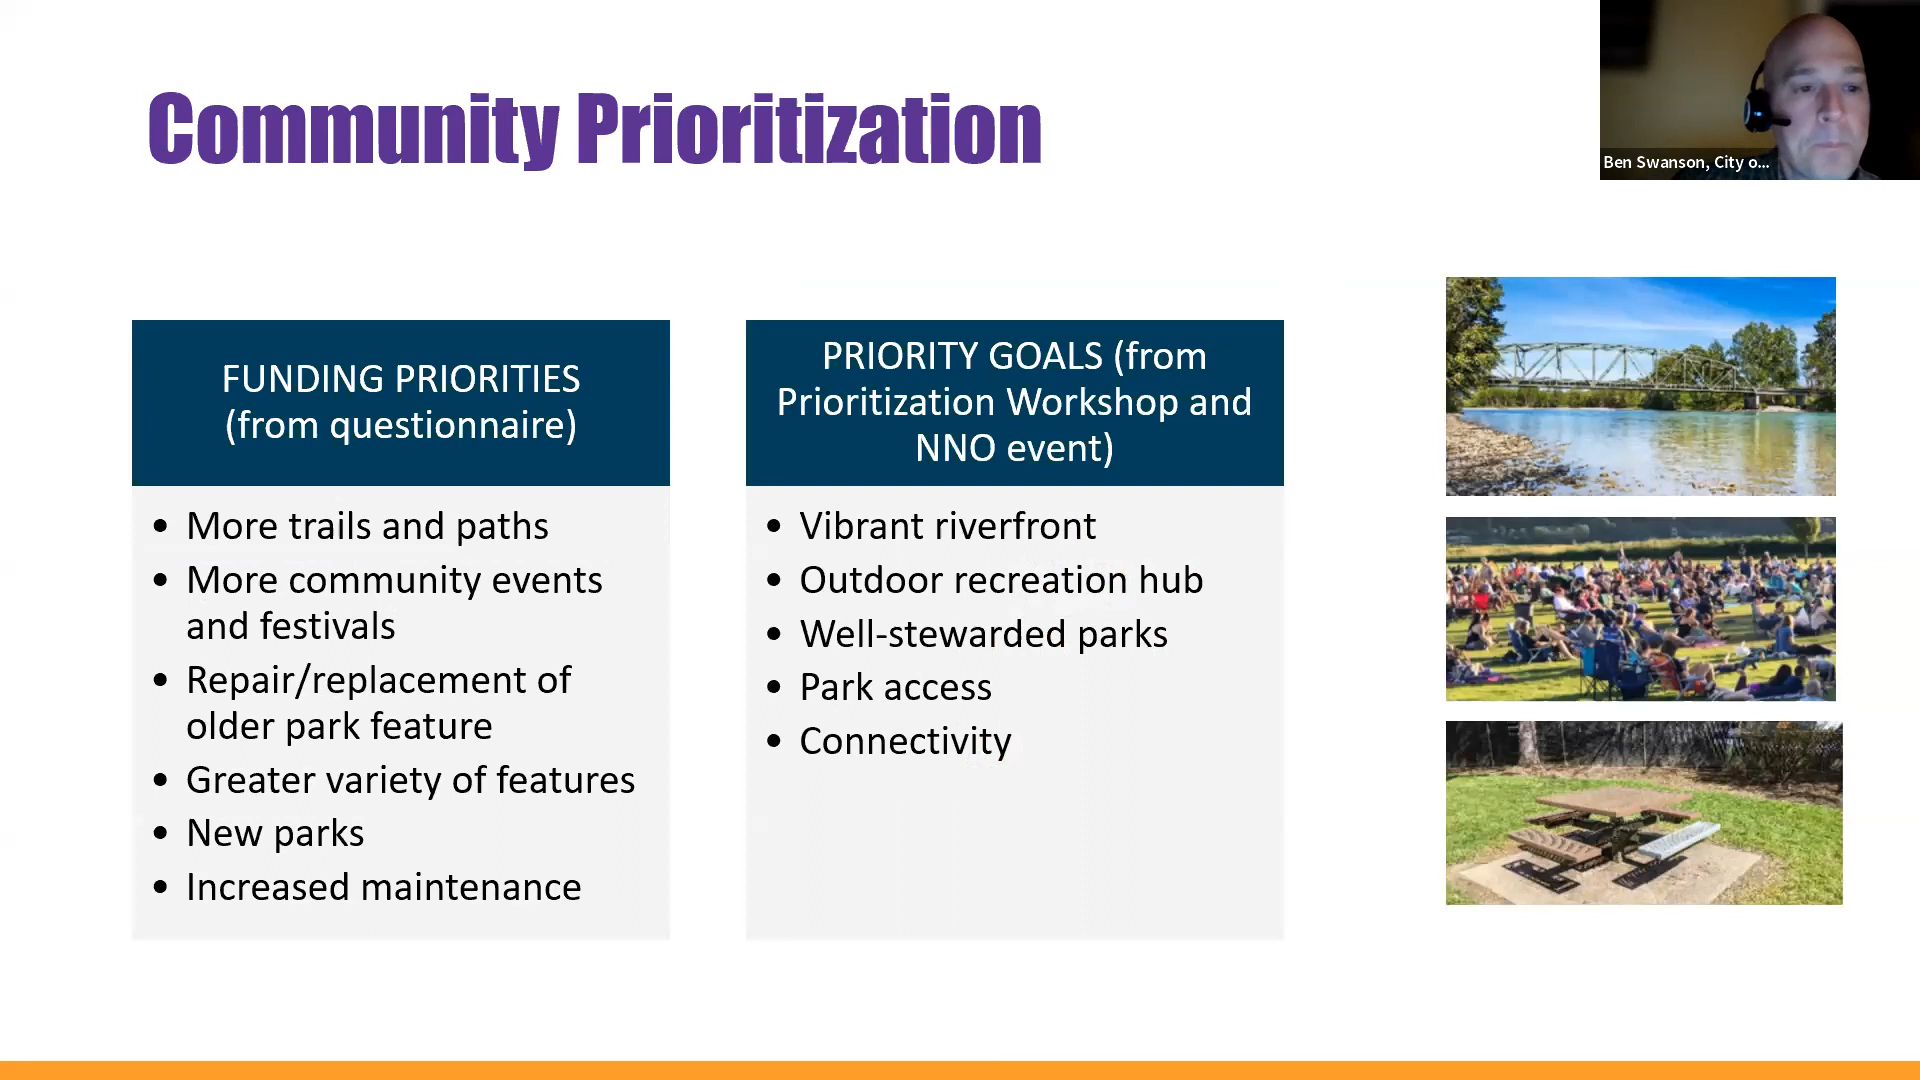 Community Prioritization
Ben Swanson, City o...
FUNDING PRIORITIES
(from questionnaire)
• More trails and paths
• More community events
and festivals
• Repair/replacement of
older park feature
• Greater variety of features
• New parks
• Increased maintenance
PRIORITY GOALS (from
Prioritization Workshop and
NNO event)
• Vibrant riverfront
• Outdoor recreation hub
• Well-stewarded parks
• Park access
• Connectivity